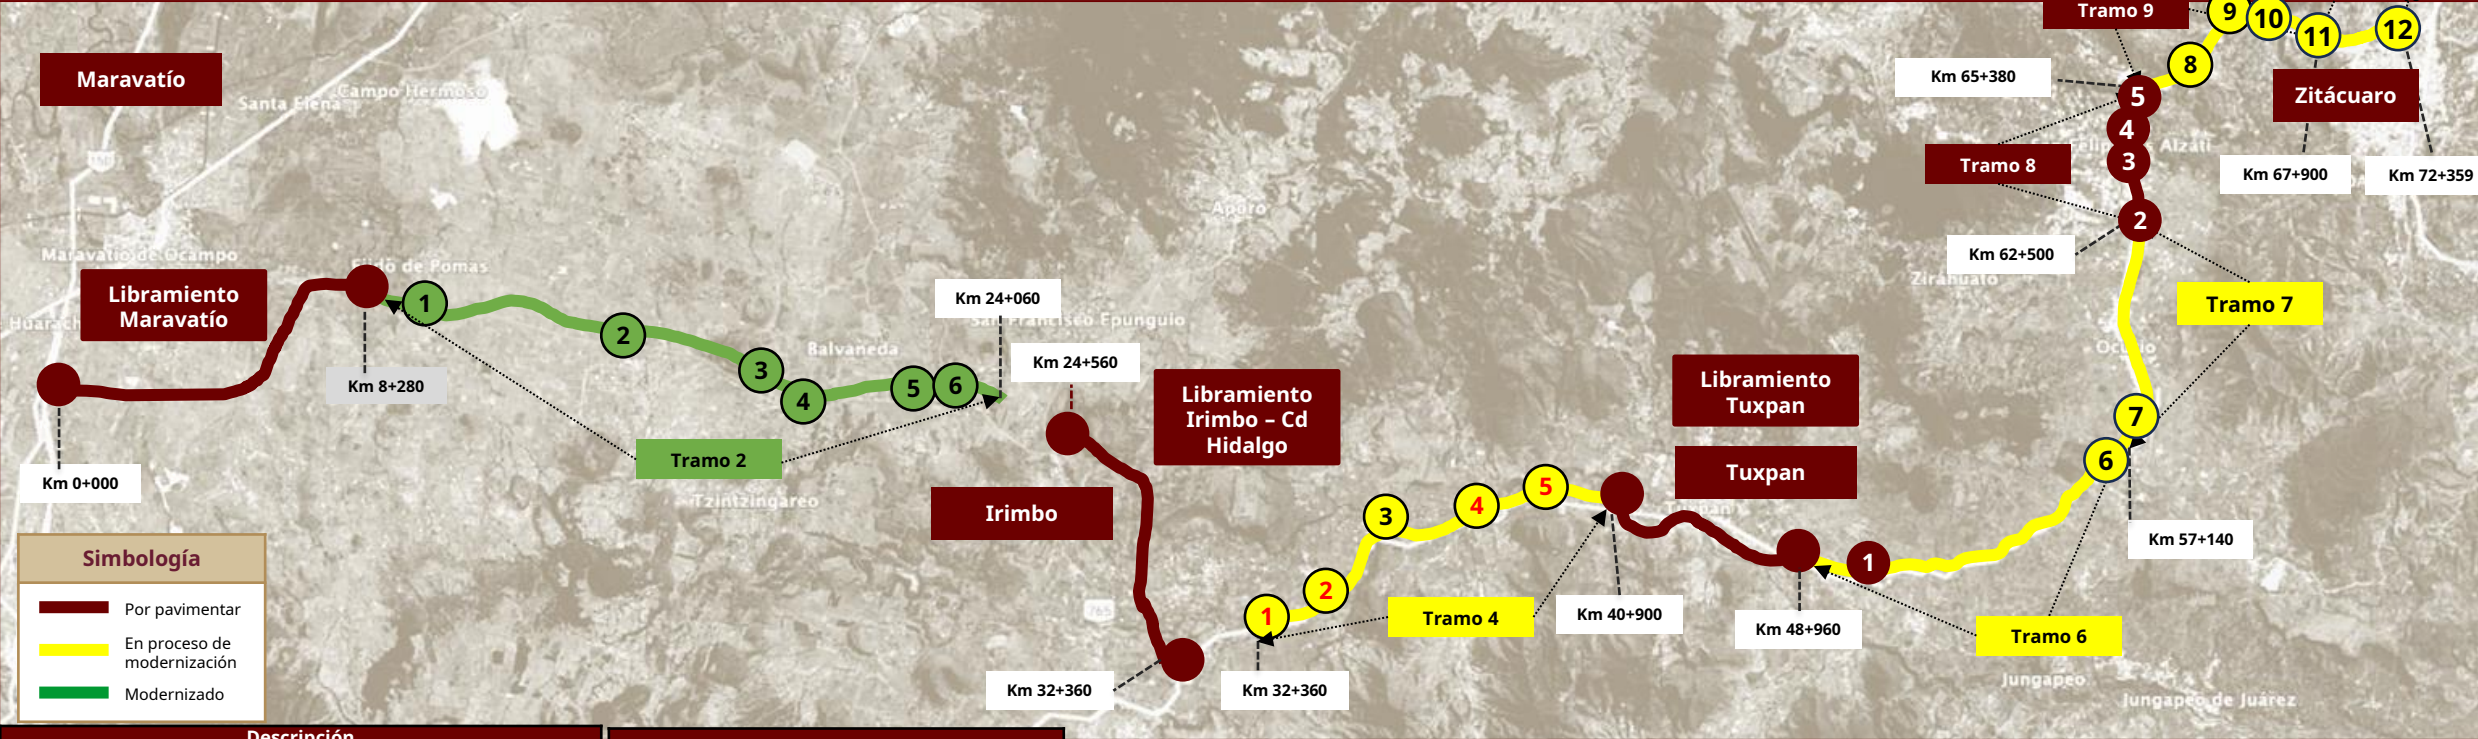 Tramo 9
9
10
11
12
Maravatío
Km 65+380
8
Zitácuaro
5
4
3
2
Campo Hermoso
Santa Elena
Tramo 8
Km 67+900
Km 72+359
Aporo
Km 62+500
Maravatío de Ocampo
Libramiento
Maravatío
1
2
3
4
5
6
Km 24+060
San Francisco Epunguio
Km 24+560
Balvaneda
Km 8+280
Tramo 7
Ziráhuato
Libramiento
Irimbo – Cd
Hidalgo
Libramiento
Tuxpan
Tuxpan
7
6
Tramo 2
Km 0+000
Tzintzingareo
Irimbo
1
2
3
4
5
1
Km 57+140
Simbología
Por pavimentar
En proceso de
modernización
Modernizado
Tramo 4
Km 40+900
Km 48+960
Tramo 6
Km 32+360
Km 32+360
Jungapeo
Jungapeo de Juárez
Descripción